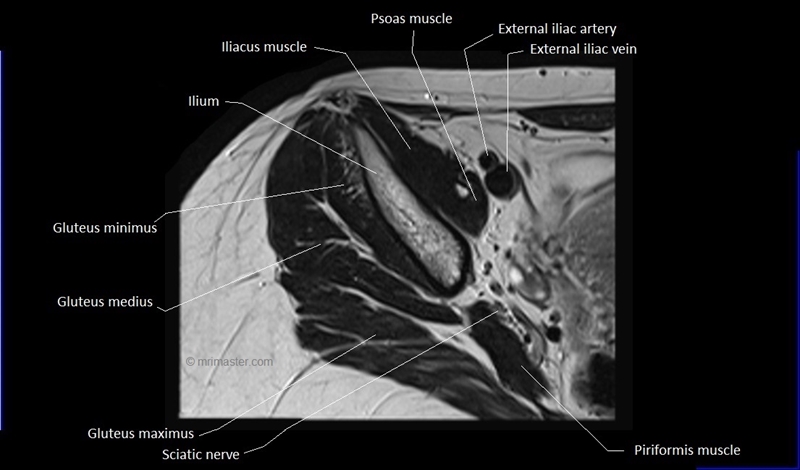 Psoas muscle
External iliac artery
Iliacus muscle
External iliac vein
Ilium
Gluteus minimus
Gluteus medius
© mrimaster.com
Gluteus maximus
Sciatic nerve
Piriformis muscle